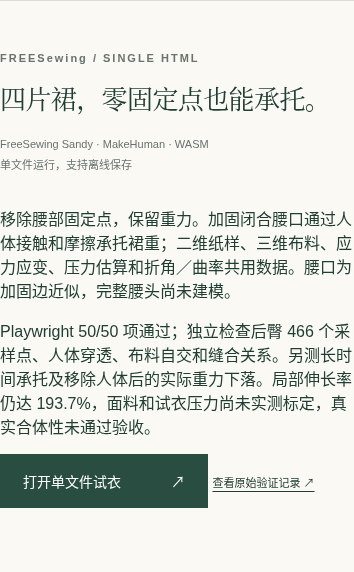 FREESewing / SINGLE HTML
四片裙，零固定点也能承托。
FreeSewing Sandy · MakeHuman · WASM
单文件运行，支持离线保存
移除腰部固定点，保留重力。加固闭合腰口通过人
体接触和摩擦承托裙重；二维纸样、三维布料、应
力应变、压力估算和折角／曲率共用数据。腰口为
加固边近似，完整腰头尚未建模。
Playwright 50/50 项通过；独立检查后臀 466 个采
样点、人体穿透、布料自交和缝合关系。另测长时
间承托及移除人体后的实际重力下落。局部伸长率
仍达 193.7%，面料和试衣压力尚未实测标定，真
实合体性未通过验收。
打开单文件试衣 ↗
查看原始验证记录 ↗